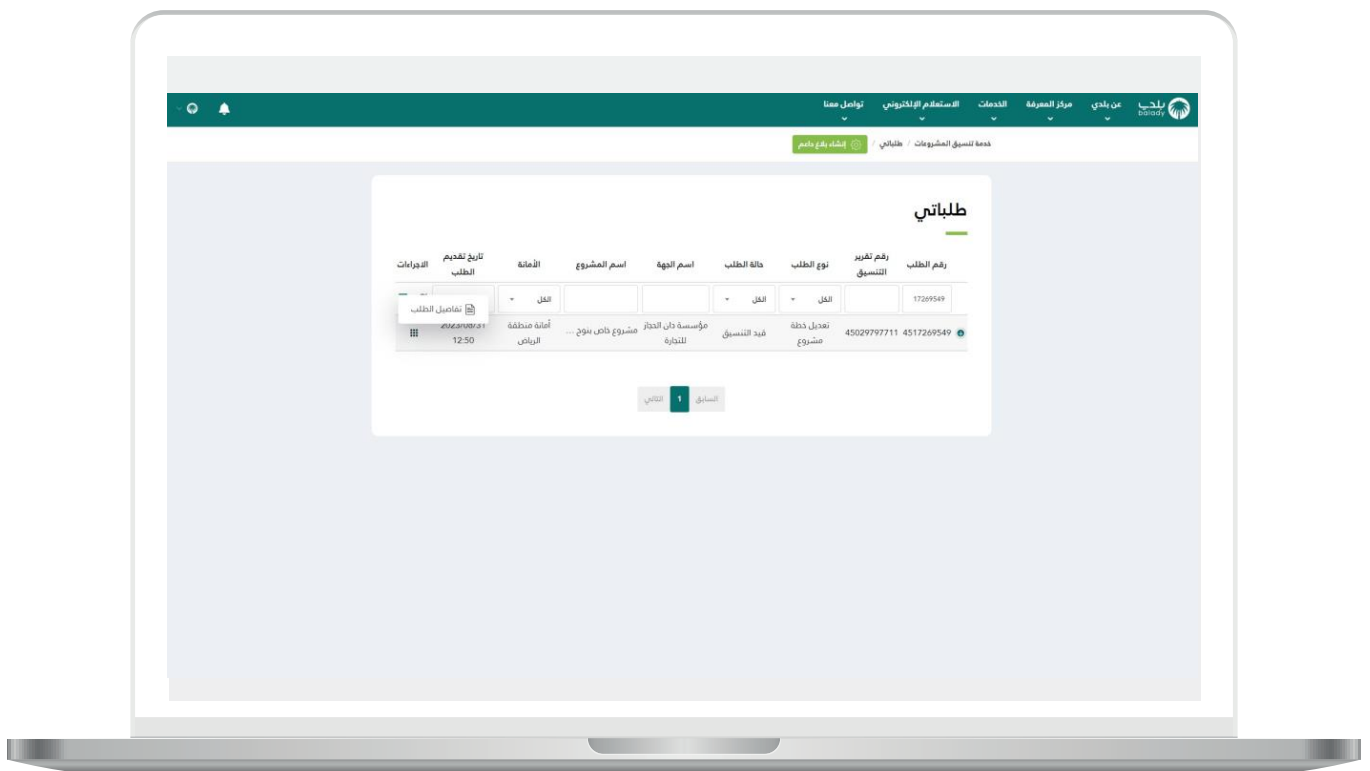 بلدي
balady
عن بلدي
مركز المعرفة
الخدمات
الاستعلام الإلكتروني
تواصل معنا
خدمة تنسيق المشروعات / طلباتي /
إنشاء بلاغ داعم
طلباتي
رقم الطلب
رقم تقرير
التنسيق
نوع الطلب
حالة الطلب
اسم الجهة
اسم المشروع
الأمانة
تاريخ تقديم
الطلب
الاجراءات
17269549
الكل
الكل
الكل
تفاصيل الطلب
4517269549
45029797711
تعديل خطة
مشروع
قيد التنسيق
مؤسسة دان الحجاز
للتجارة
مشروع خاص بنوح ...
أمانة منطقة
الرياض
2023/08/31
12:50
السابق
1
التالي